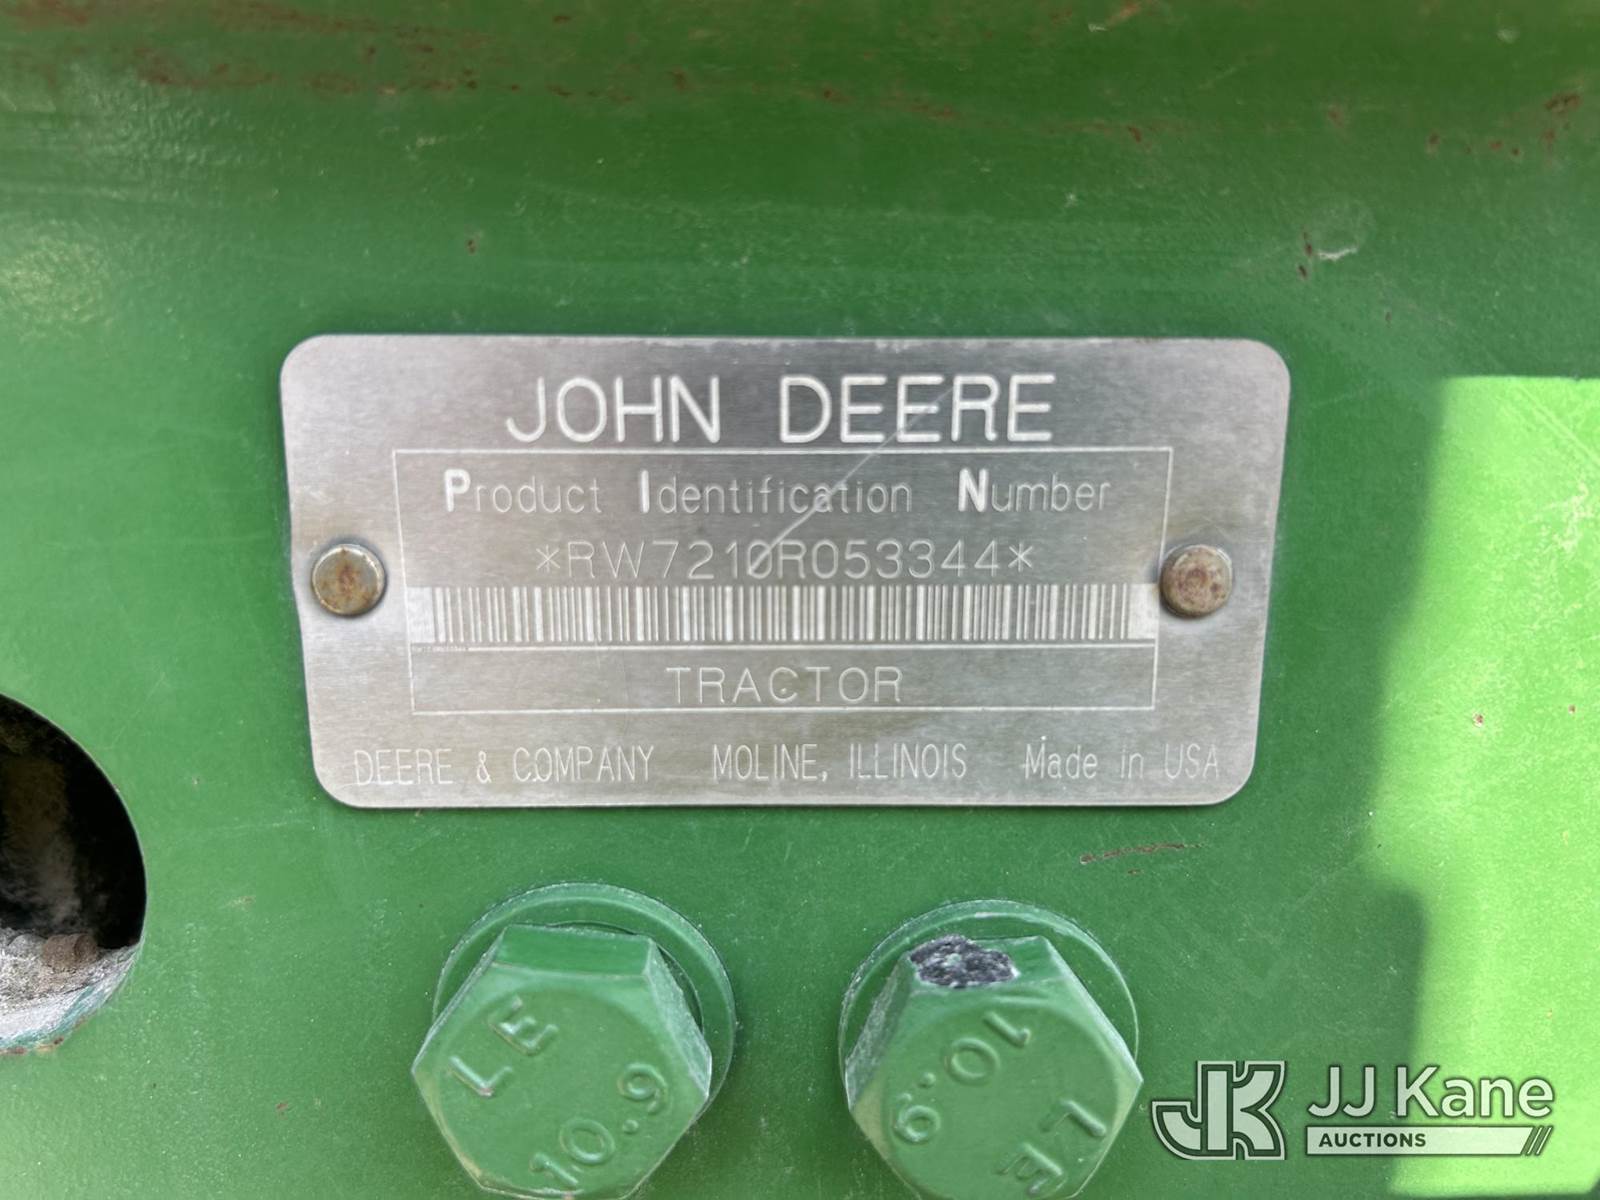 JOHN DEERE
Product Identification Number
*RW7210R053344*
TRACTOR
DEERE & COMPANY MOLINE, ILLINOIS Made in USA
LE
10.9
10.9
LE
JK JJ Kane
AUCTIONS